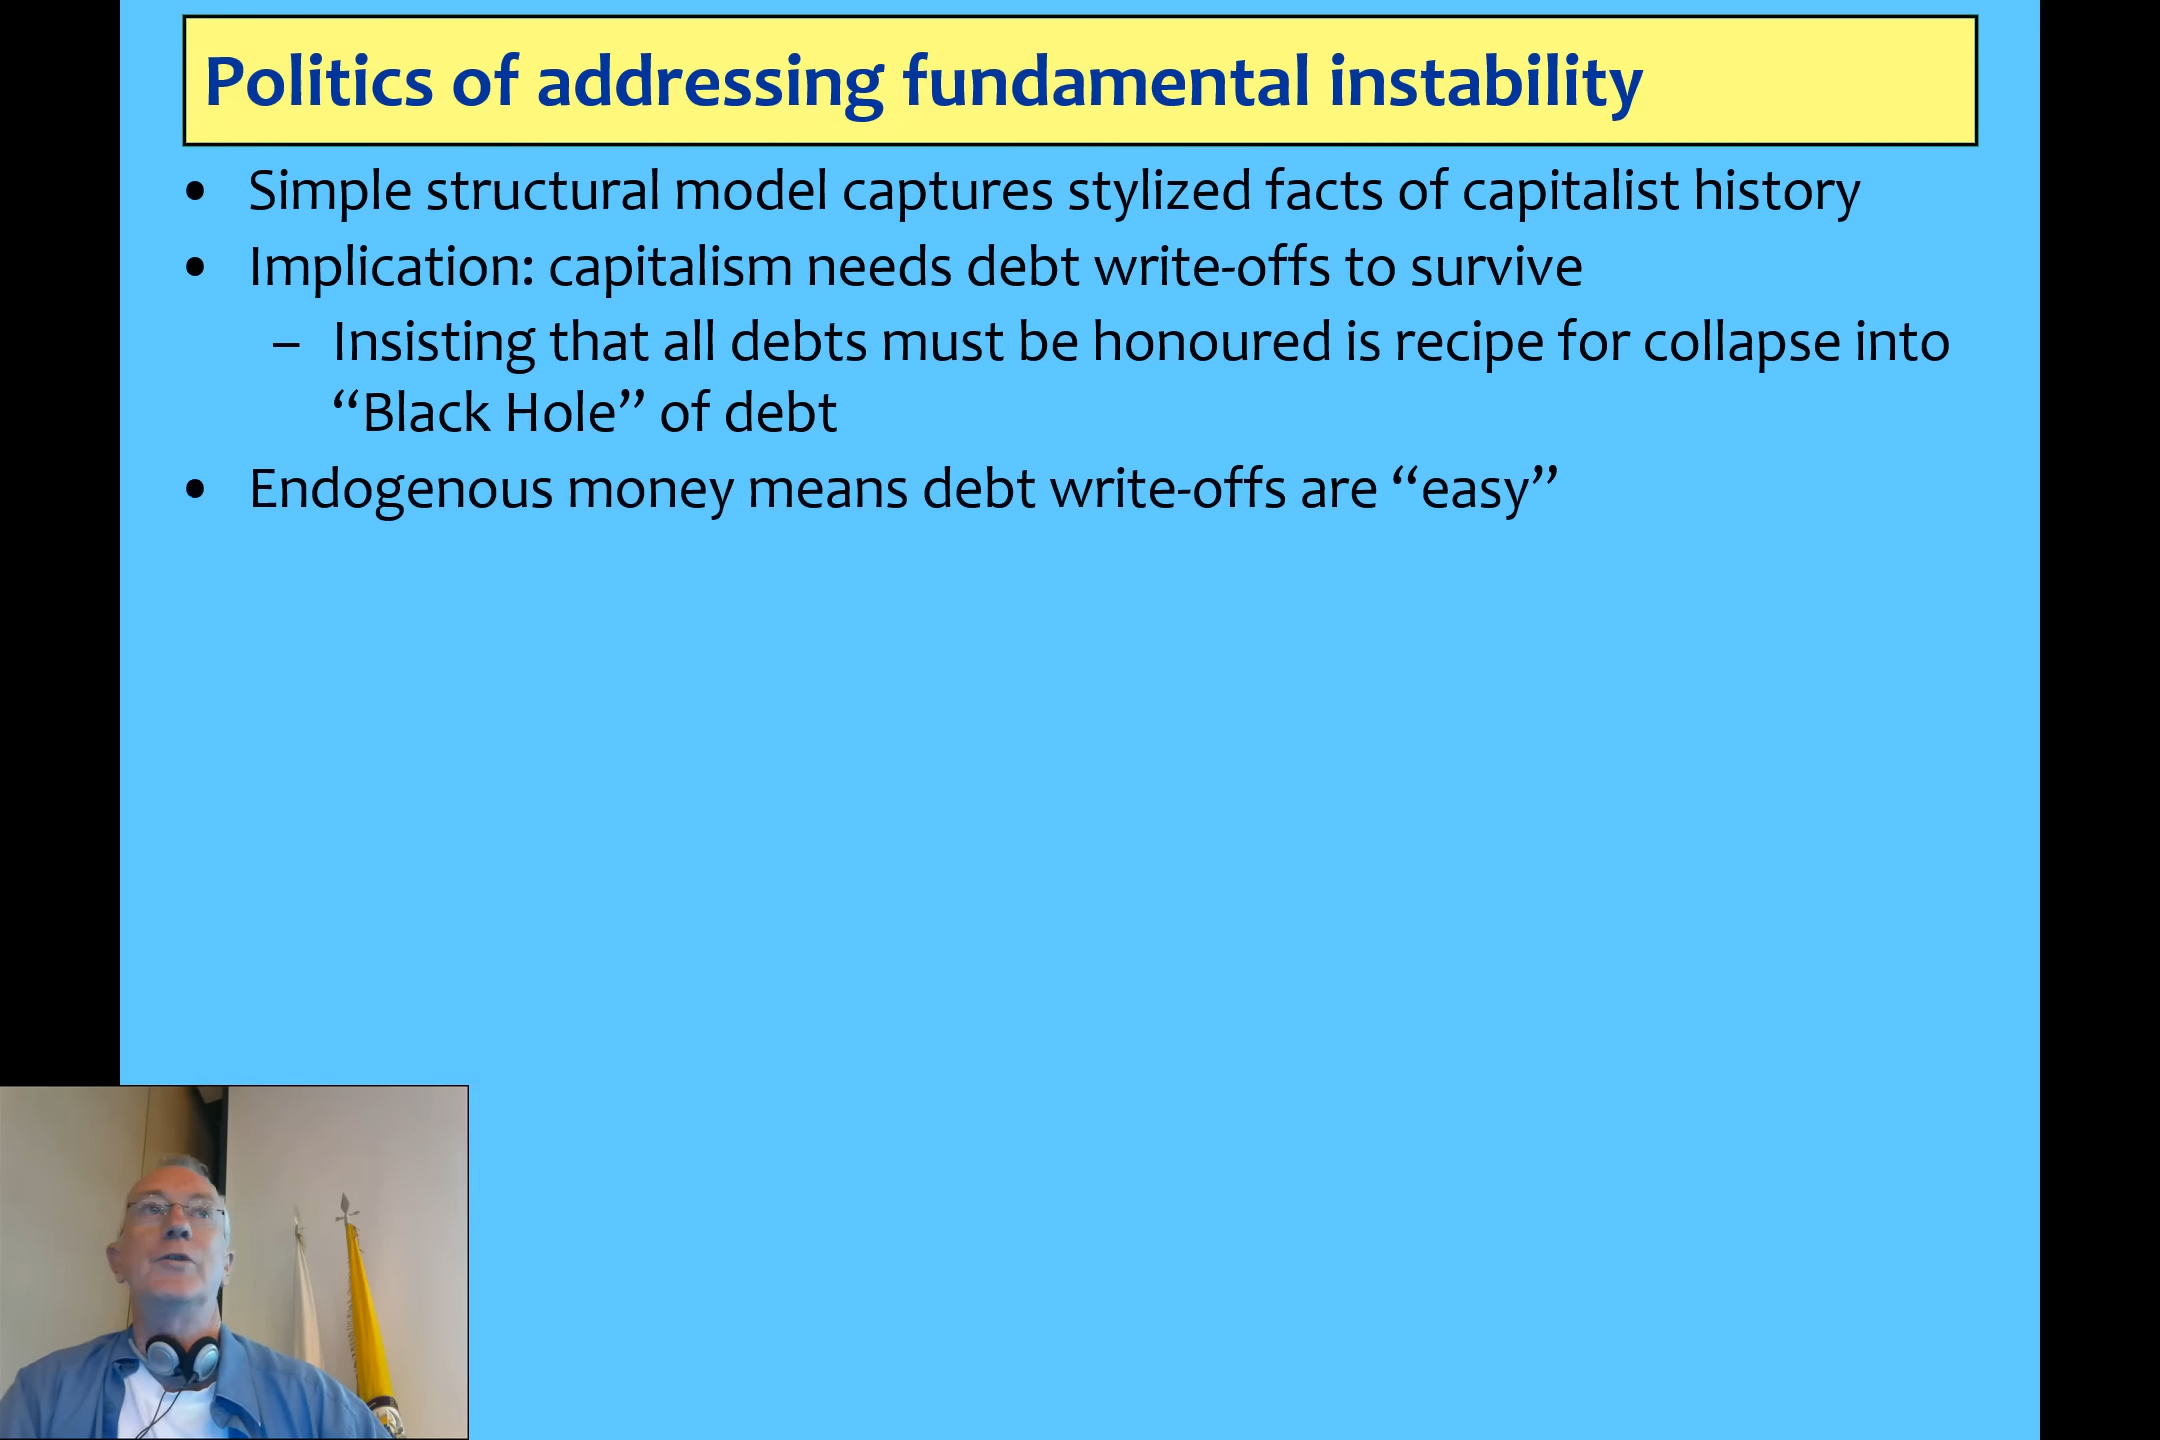 Politics of addressing fundamental instability
• Simple structural model captures stylized facts of capitalist history
• Implication: capitalism needs debt write-offs to survive
– Insisting that all debts must be honoured is recipe for collapse into
“Black Hole” of debt
• Endogenous money means debt write-offs are “easy”